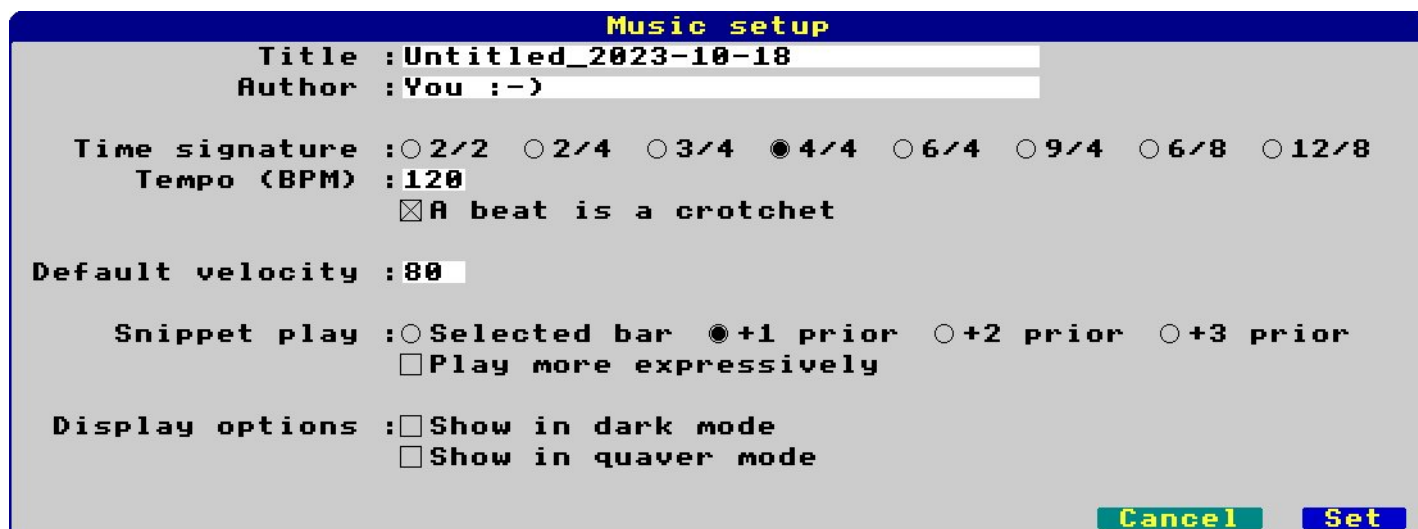 Music setup
Title :Untitled_2023-10-18
Author :You :-)
Time signature :○2/2 ○2/4 ○3/4 ◉4/4 ○6/4 ○9/4 ○6/8 ○12/8
Tempo (BPM) :120
☒A beat is a crotchet
Default velocity :80
Snippet play :○Selected bar ◉+1 prior ○+2 prior ○+3 prior
☐Play more expressively
Display options :☐Show in dark mode
☐Show in quaver mode
Cancel Set